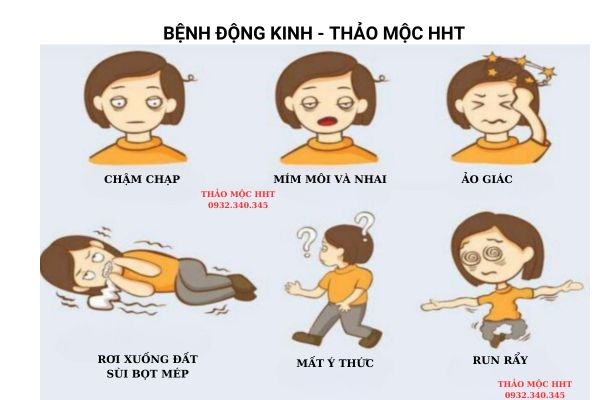 BỆNH ĐỘNG KINH - THẢO MỘC HHT
CHẬM CHẠP
MÍM MÔI VÀ NHAI
ẢO GIÁC
THẢO MỘC HHT
0932.340.345
? ?
RƠI XUỐNG ĐẤT
SÙI BỌT MÉP
MẤT Ý THỨC
RUN RẨY
THẢO MỘC HHT
0932.340.345